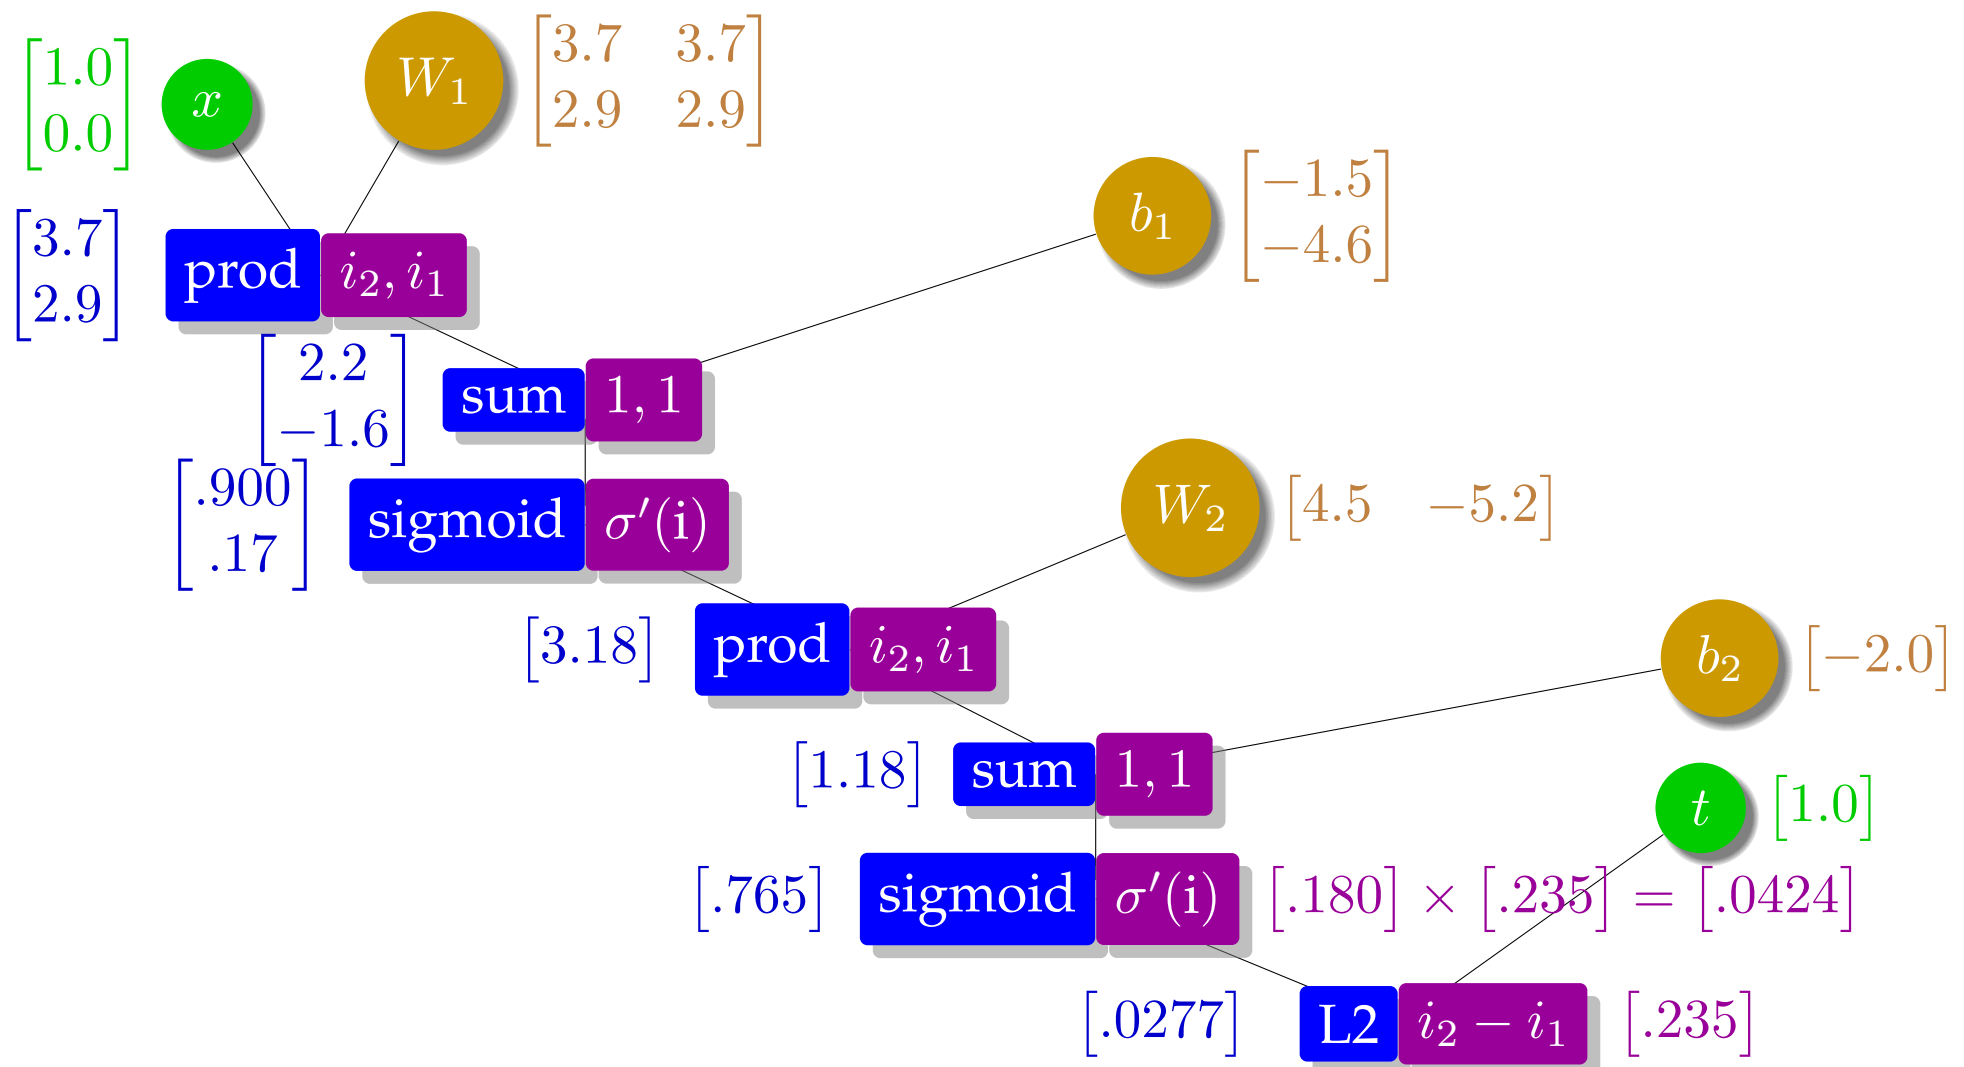 [1.0 0.0] x W₁ [3.7 3.7 2.9 2.9]
[3.7 2.9] prod i₂, i₁
b₁ [−1.5 −4.6]
[2.2 −1.6] sum 1, 1
[.900 .17] sigmoid σ′(i)
W₂ [4.5 −5.2]
[3.18] prod i₂, i₁
b₂ [−2.0]
[1.18] sum 1, 1
t [1.0]
[.765] sigmoid σ′(i) [.180] × [.235] = [.0424]
[.0277] L2 i₂ − i₁ [.235]